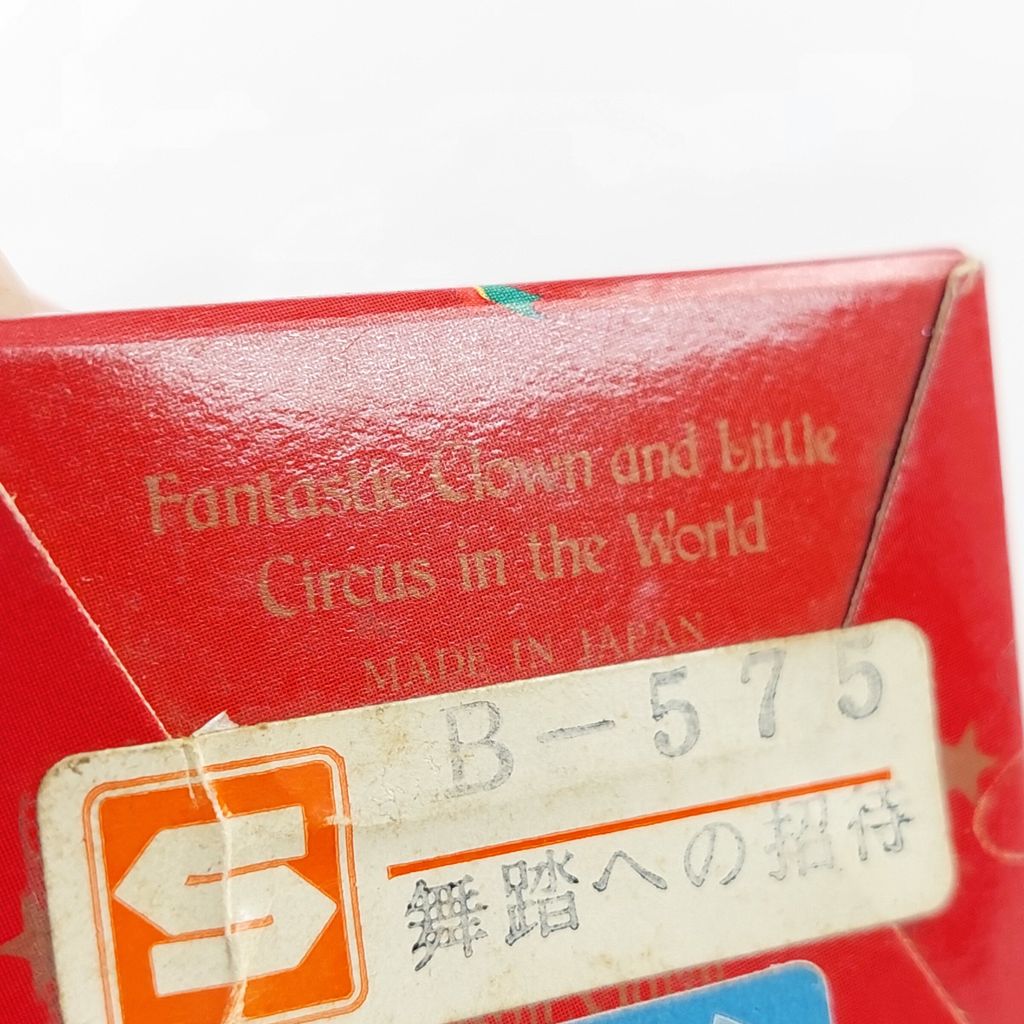 Fantastic Clown and Little
Circus in the World
MADE IN JAPAN
B-575
舞踏への招待